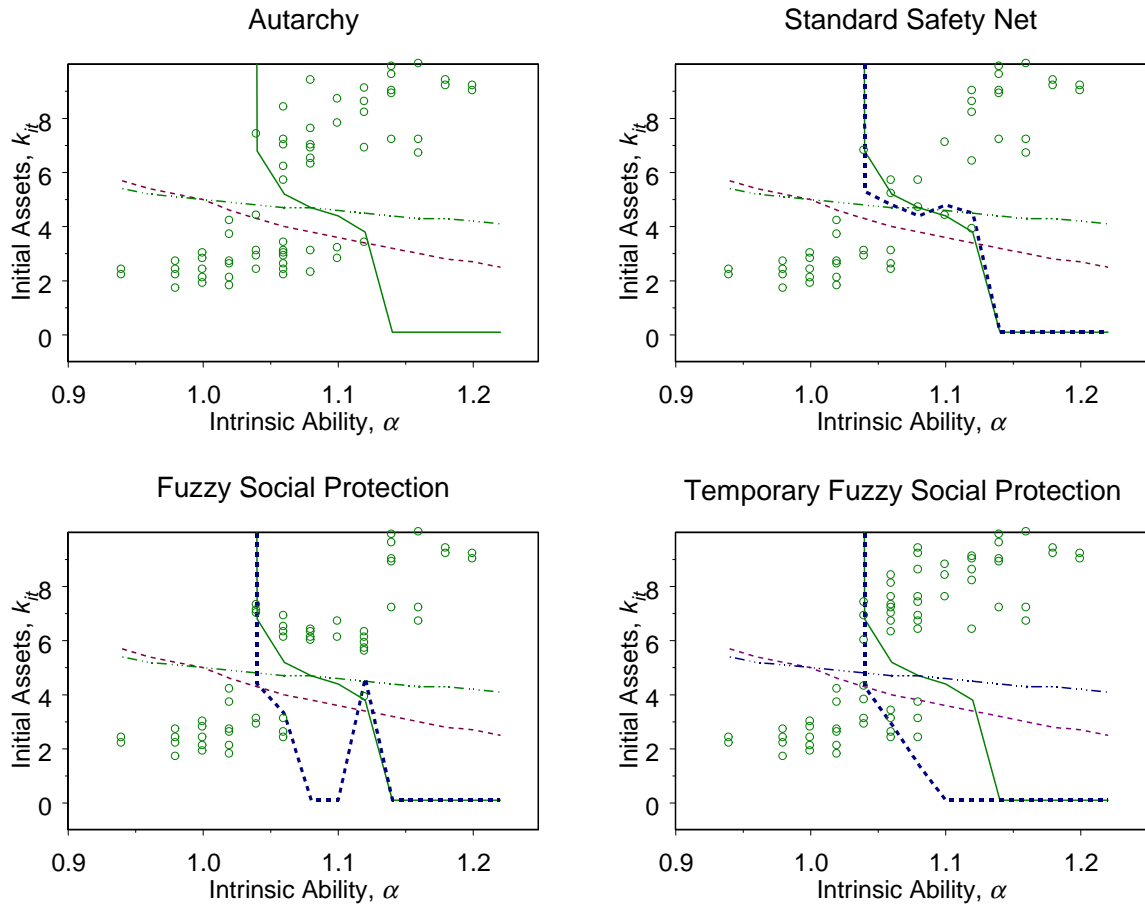 Autarchy
Initial Assets, k_it
8
6
4
2
0
0.9 1.0 1.1 1.2
Intrinsic Ability, α
Standard Safety Net
Initial Assets, k_it
8
6
4
2
0
0.9 1.0 1.1 1.2
Intrinsic Ability, α
Fuzzy Social Protection
Initial Assets, k_it
8
6
4
2
0
0.9 1.0 1.1 1.2
Intrinsic Ability, α
Temporary Fuzzy Social Protection
Initial Assets, k_it
8
6
4
2
0
0.9 1.0 1.1 1.2
Intrinsic Ability, α